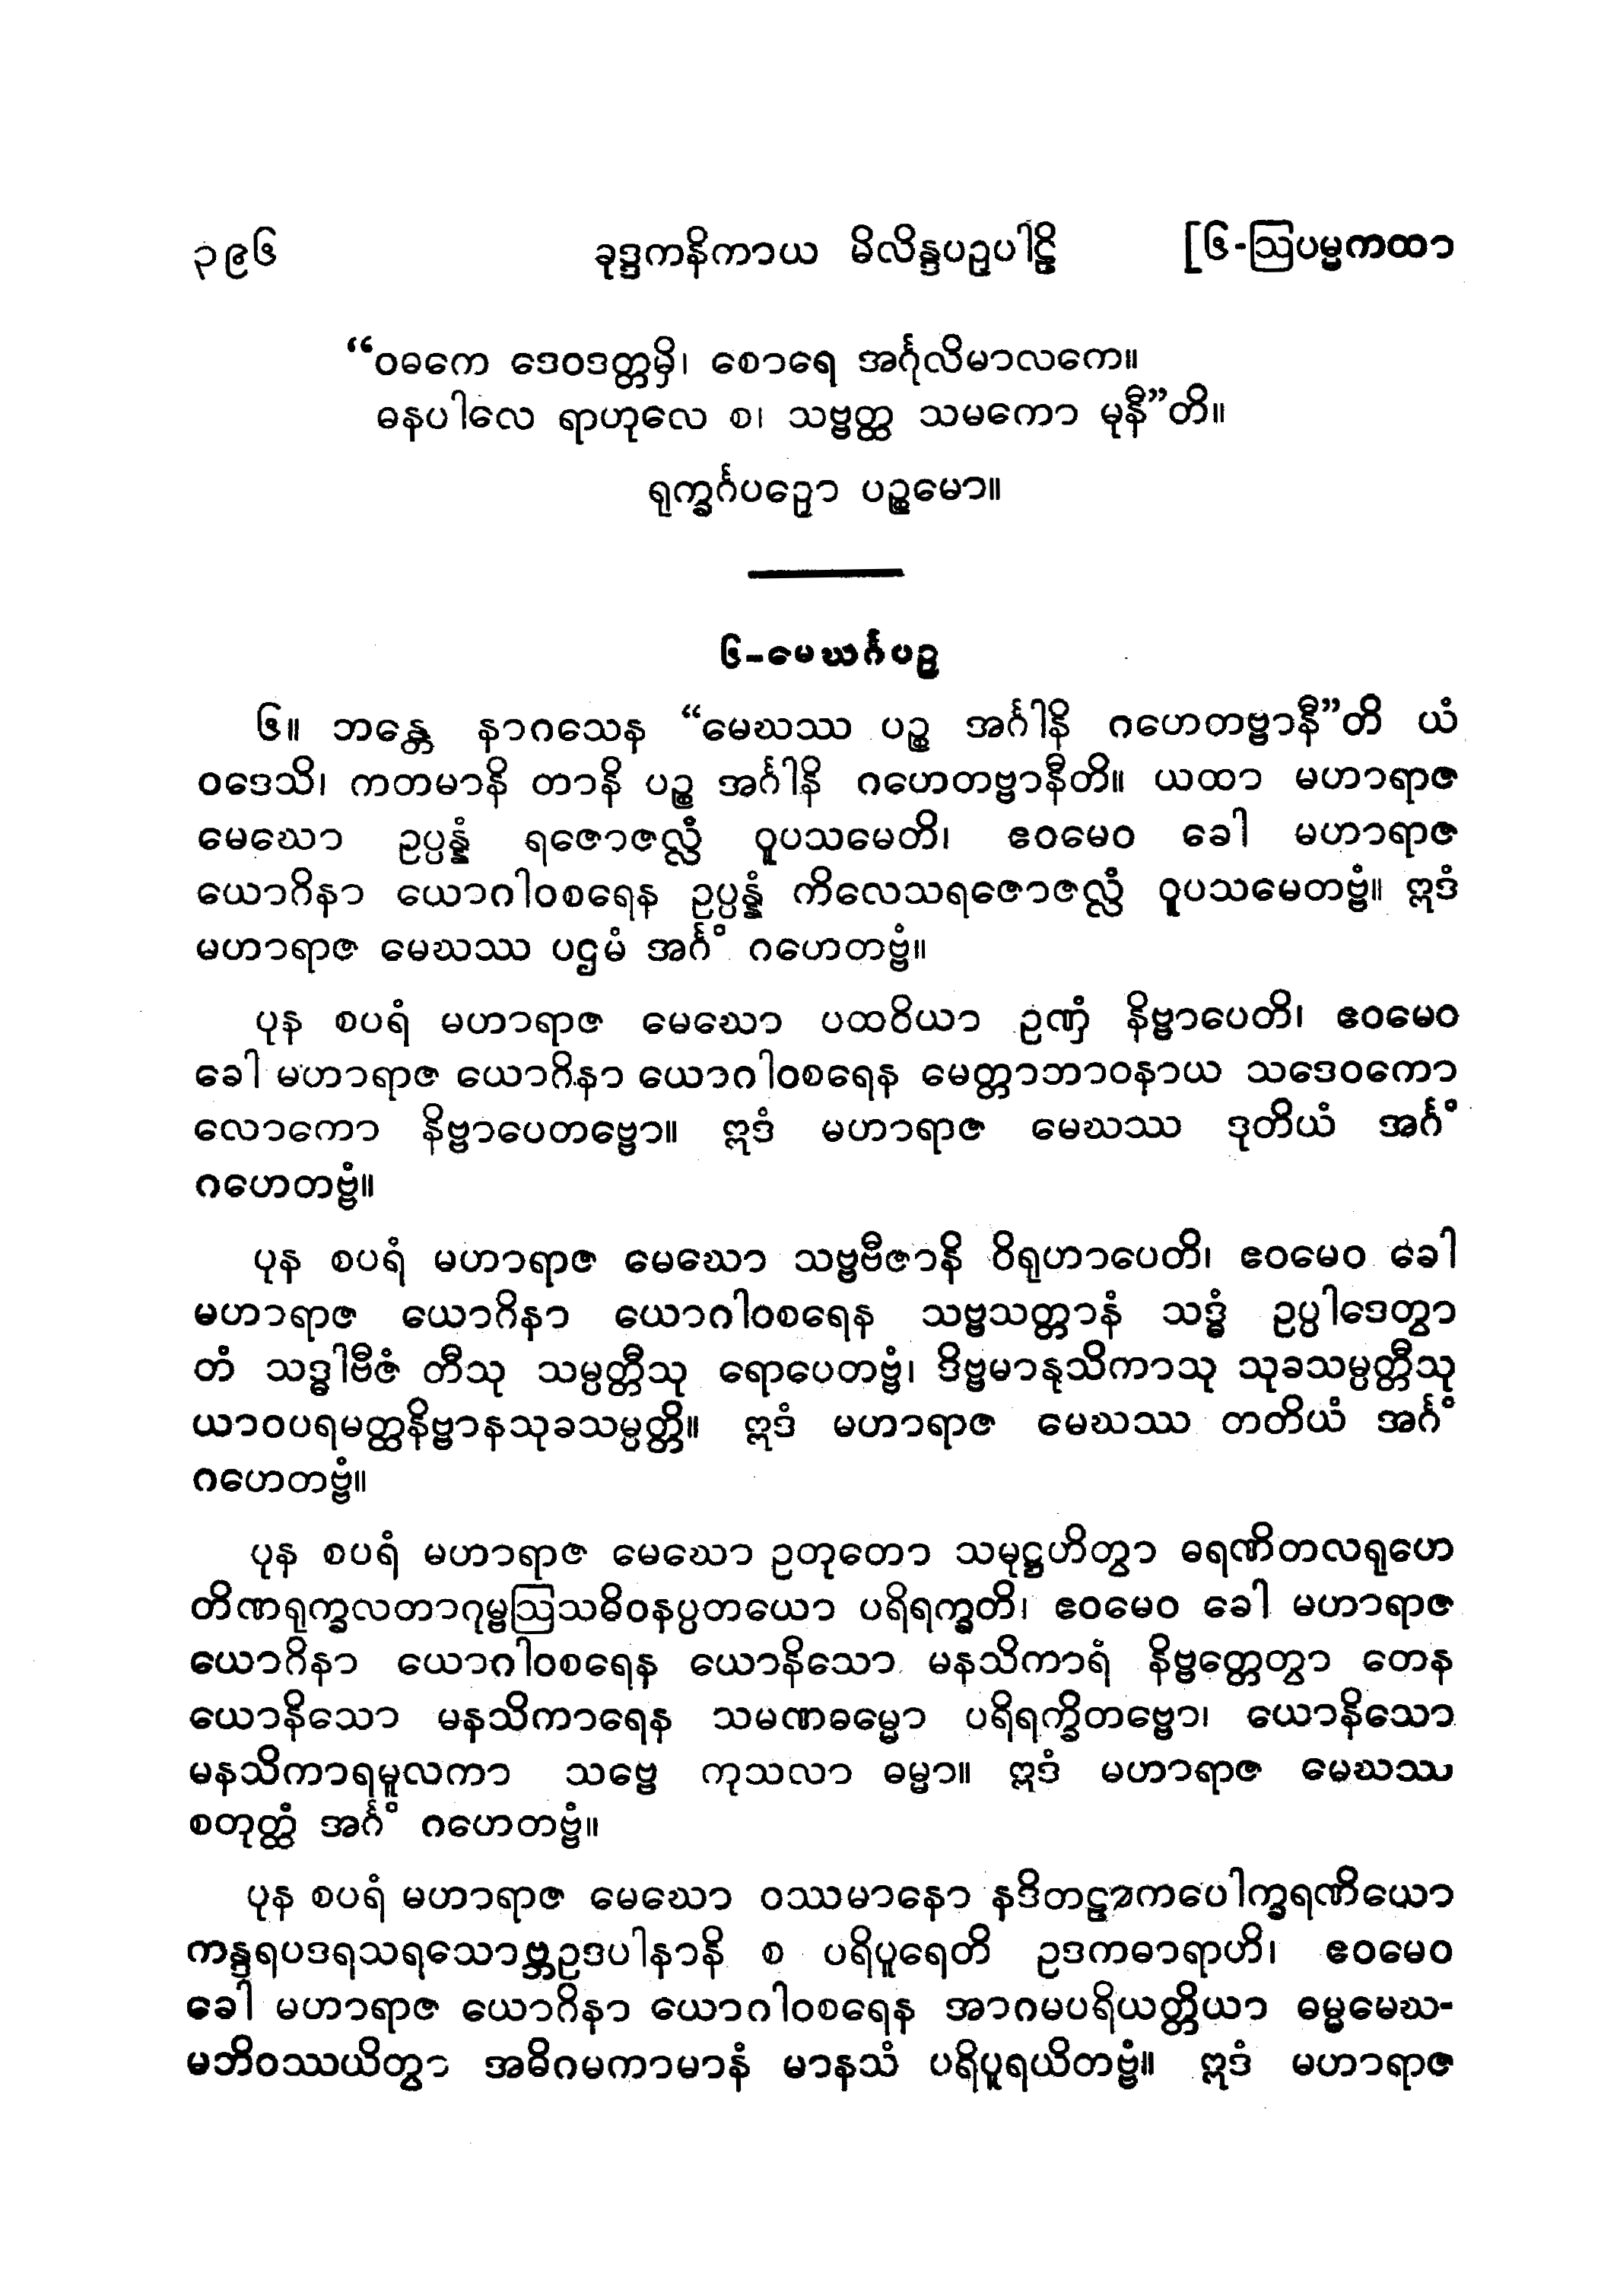 ၃၉၆ ခုဒ္ဒကနိကာယ မိလိန္ဒပဉှပါဠိ [၆-ဩပမ္မကထာ
“ဝဓကေ ဒေဝဒတ္တမှိ၊ စောရေ အင်္ဂုလိမာလကေ။
ဓနပါလေ ရာဟုလေ စ၊ သဗ္ဗတ္ထ သမကော မုနီ”တိ။
ရုက္ခင်္ဂပဉှော ပဉ္စမော။
၆-မေဃင်္ဂပဉှ
၆။ ဘန္တေ နာဂသေန “မေဃဿ ပဉ္စ အင်္ဂါနိ ဂဟေတဗ္ဗာနီ”တိ ယံ
ဝဒေသိ၊ ကတမာနိ တာနိ ပဉ္စ အင်္ဂါနိ ဂဟေတဗ္ဗာနီတိ။ ယထာ မဟာရာဇ
မေဃော ဥပ္ပန္နံ ရဇောဇလ္လံ ဝူပသမေတိ၊ ဧဝမေဝ ခေါ မဟာရာဇ
ယောဂိနာ ယောဂါဝစရေန ဥပ္ပန္နံ ကိလေသရဇောဇလ္လံ ဝူပသမေတဗ္ဗံ။ ဣဒံ
မဟာရာဇ မေဃဿ ပဌမံ အင်္ဂံ ဂဟေတဗ္ဗံ။
ပုန စပရံ မဟာရာဇ မေဃော ပထဝိယာ ဥဏှံ နိဗ္ဗာပေတိ၊ ဧဝမေဝ
ခေါ မဟာရာဇ ယောဂိနာ ယောဂါဝစရေန မေတ္တာဘာဝနာယ သဒေဝကော
လောကော နိဗ္ဗာပေတဗ္ဗော။ ဣဒံ မဟာရာဇ မေဃဿ ဒုတိယံ အင်္ဂံ
ဂဟေတဗ္ဗံ။
ပုန စပရံ မဟာရာဇ မေဃော သဗ္ဗဗီဇာနိ ဝိရုဟာပေတိ၊ ဧဝမေဝ ခေါ
မဟာရာဇ ယောဂိနာ ယောဂါဝစရေန သဗ္ဗသတ္တာနံ သဒ္ဓံ ဥပ္ပါဒေတွာ
တံ သဒ္ဓါဗီဇံ တီသု သမ္ပတ္တီသု ရောပေတဗ္ဗံ၊ ဒိဗ္ဗမာနုသိကာသု သုခသမ္ပတ္တီသု
ယာဝပရမတ္ထနိဗ္ဗာနသုခသမ္ပတ္တိ။ ဣဒံ မဟာရာဇ မေဃဿ တတိယံ အင်္ဂံ
ဂဟေတဗ္ဗံ။
ပုန စပရံ မဟာရာဇ မေဃော ဥတုတော သမုဋ္ဌဟိတွာ ဓရဏိတလရုဟေ
တိဏရုက္ခလတာဂုမ္ဗဩသဓိဝနပ္ပတယော ပရိရက္ခတိ၊ ဧဝမေဝ ခေါ မဟာရာဇ
ယောဂိနာ ယောဂါဝစရေန ယောနိသော မနသိကာရံ နိဗ္ဗတ္တေတွာ တေန
ယောနိသော မနသိကာရေန သမဏဓမ္မော ပရိရက္ခိတဗ္ဗော၊ ယောနိသော
မနသိကာရမူလကာ သဗ္ဗေ ကုသလာ ဓမ္မာ။ ဣဒံ မဟာရာဇ မေဃဿ
စတုတ္ထံ အင်္ဂံ ဂဟေတဗ္ဗံ။
ပုန စပရံ မဟာရာဇ မေဃော ဝဿမာနော နဒိတဠာကပေါက္ခရဏိယော
ကန္ဒရပဒရသရသောဗ္ဘဥဒပါနာနိ စ ပရိပူရေတိ ဥဒကဓာရာဟိ၊ ဧဝမေဝ
ခေါ မဟာရာဇ ယောဂိနာ ယောဂါဝစရေန အာဂမပရိယတ္တိယာ ဓမ္မမေဃ-
မဘိဝဿယိတွာ အဓိဂမကာမာနံ မာနသံ ပရိပူရယိတဗ္ဗံ။ ဣဒံ မဟာရာဇ